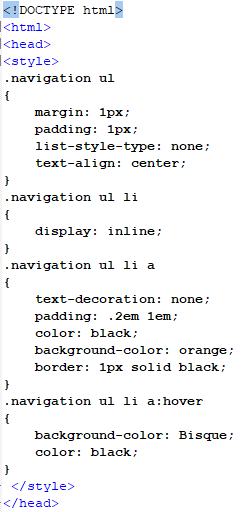 <!DOCTYPE html>
<html>
<head>
<style>
.navigation ul
{
    margin: 1px;
    padding: 1px;
    list-style-type: none;
    text-align: center;
}
.navigation ul li
{
    display: inline;
}
.navigation ul li a
{
    text-decoration: none;
    padding: .2em 1em;
    color: black;
    background-color: orange;
    border: 1px solid black;
}
.navigation ul li a:hover
{
    background-color: Bisque;
    color: black;
}
 </style>
</head>